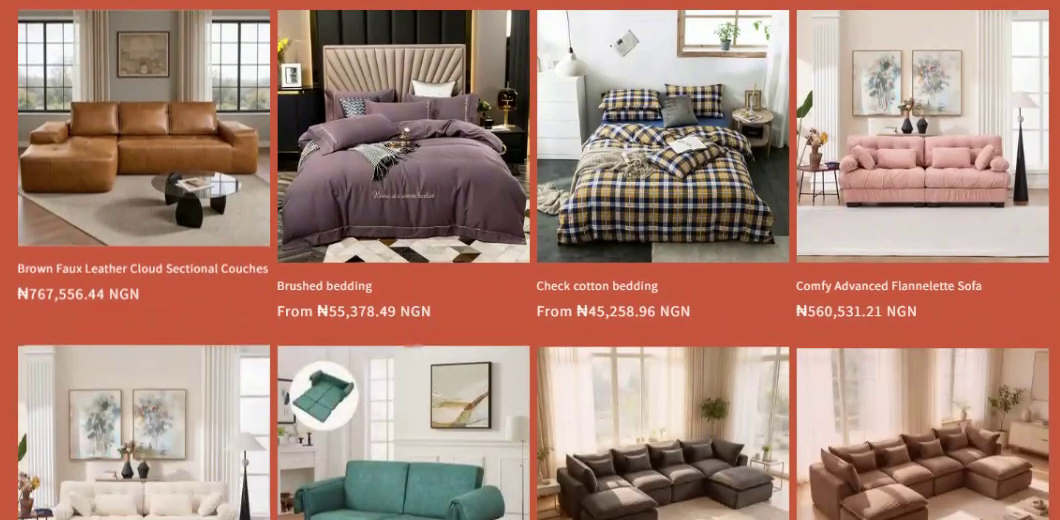 Brown Faux Leather Cloud Sectional Couches
₦767,556.44 NGN
Brushed bedding
From ₦55,378.49 NGN
Check cotton bedding
From ₦45,258.96 NGN
Comfy Advanced Flannelette Sofa
₦560,531.21 NGN